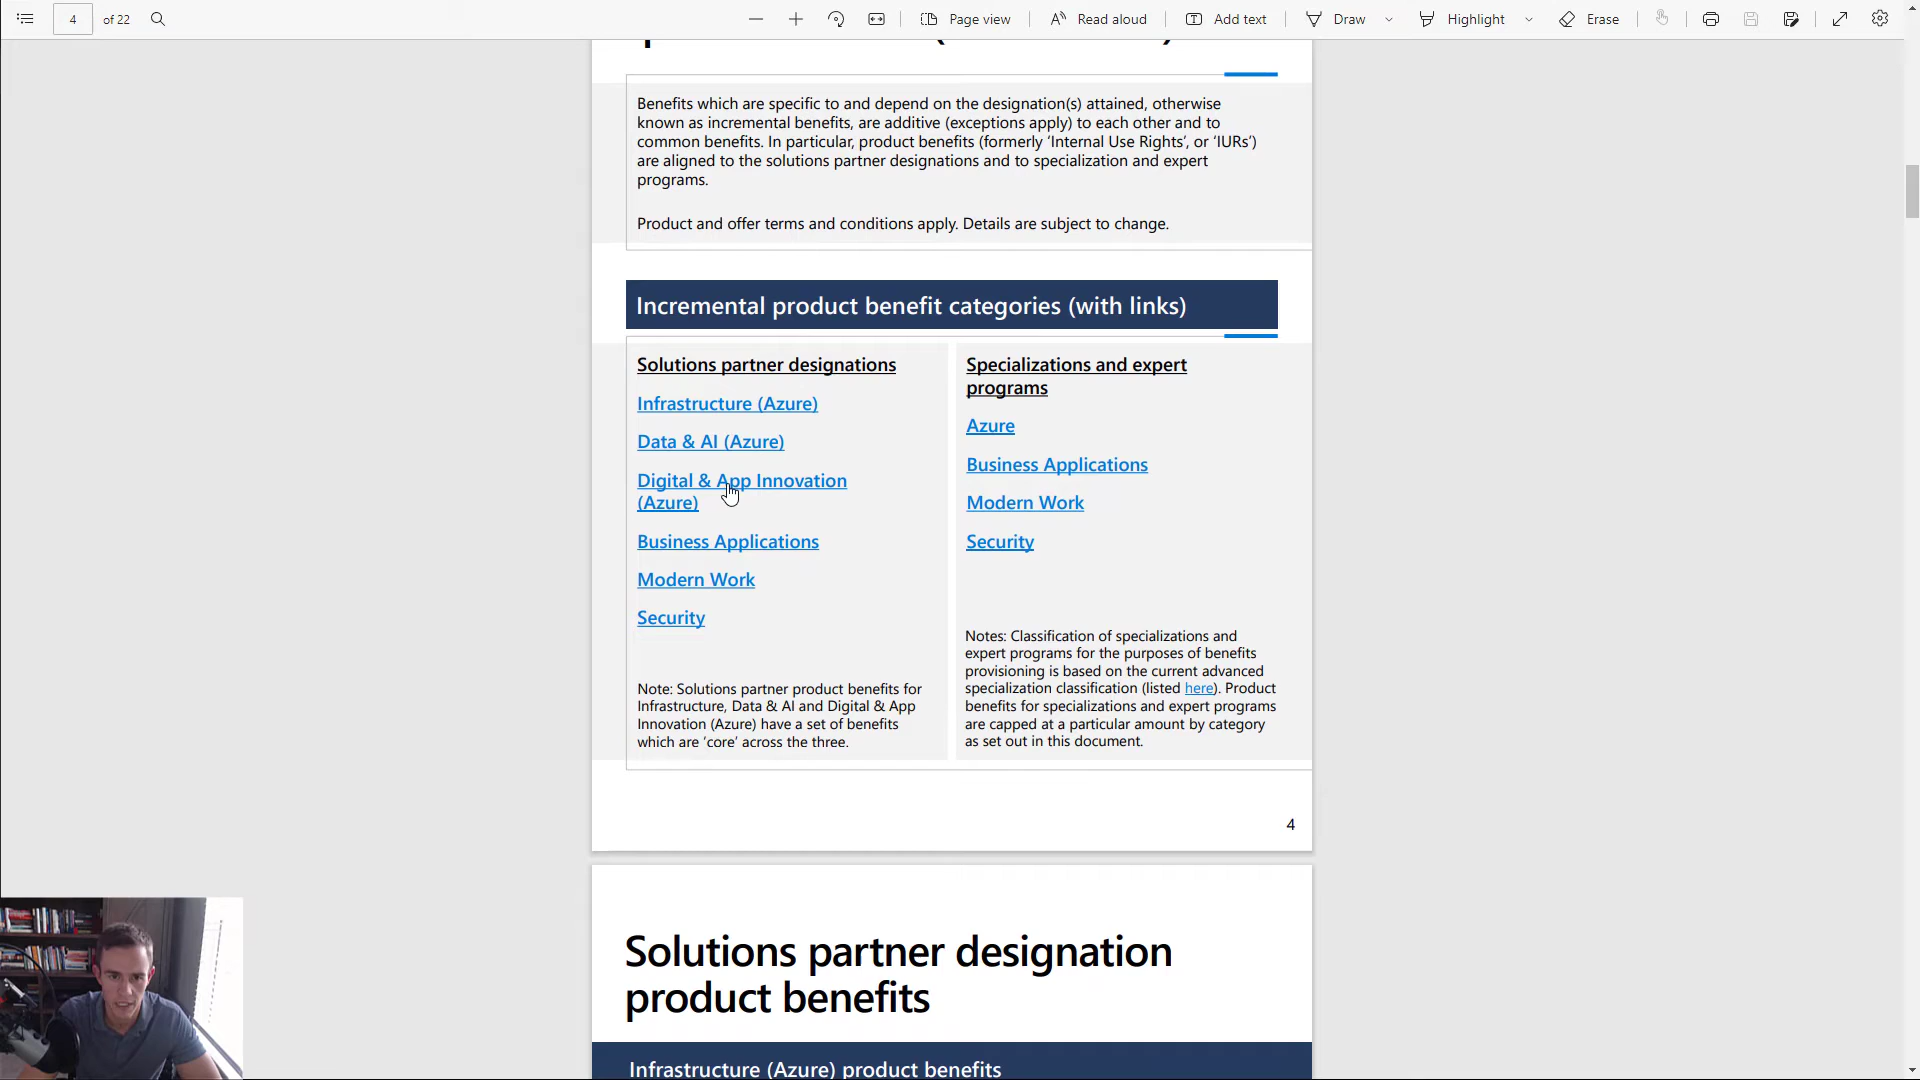 4
of 22
Page view
Read aloud
Add text
Draw
Highlight
Erase
Benefits which are specific to and depend on the designation(s) attained, otherwise
known as incremental benefits, are additive (exceptions apply) to each other and to
common benefits. In particular, product benefits (formerly ‘Internal Use Rights’, or ‘IURs’)
are aligned to the solutions partner designations and to specialization and expert
programs.
Product and offer terms and conditions apply. Details are subject to change.
Incremental product benefit categories (with links)
Solutions partner designations
Infrastructure (Azure)
Data & AI (Azure)
Digital & App Innovation
(Azure)
Business Applications
Modern Work
Security
Note: Solutions partner product benefits for
Infrastructure, Data & AI and Digital & App
Innovation (Azure) have a set of benefits
which are ‘core’ across the three.
Specializations and expert
programs
Azure
Business Applications
Modern Work
Security
Notes: Classification of specializations and
expert programs for the purposes of benefits
provisioning is based on the current advanced
specialization classification (listed here). Product
benefits for specializations and expert programs
are capped at a particular amount by category
as set out in this document.
4
Solutions partner designation
product benefits
Infrastructure (Azure) product benefits